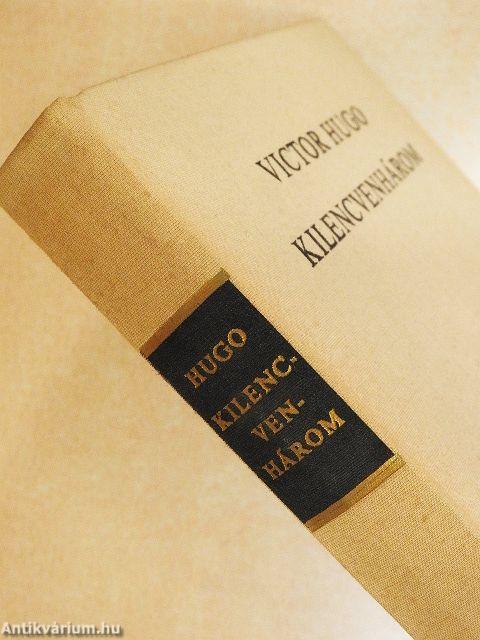 VICTOR HUGO
KILENCVENHÁROM
HUGO
KILENC-
VEN-
HÁROM
Antikvárium.hu